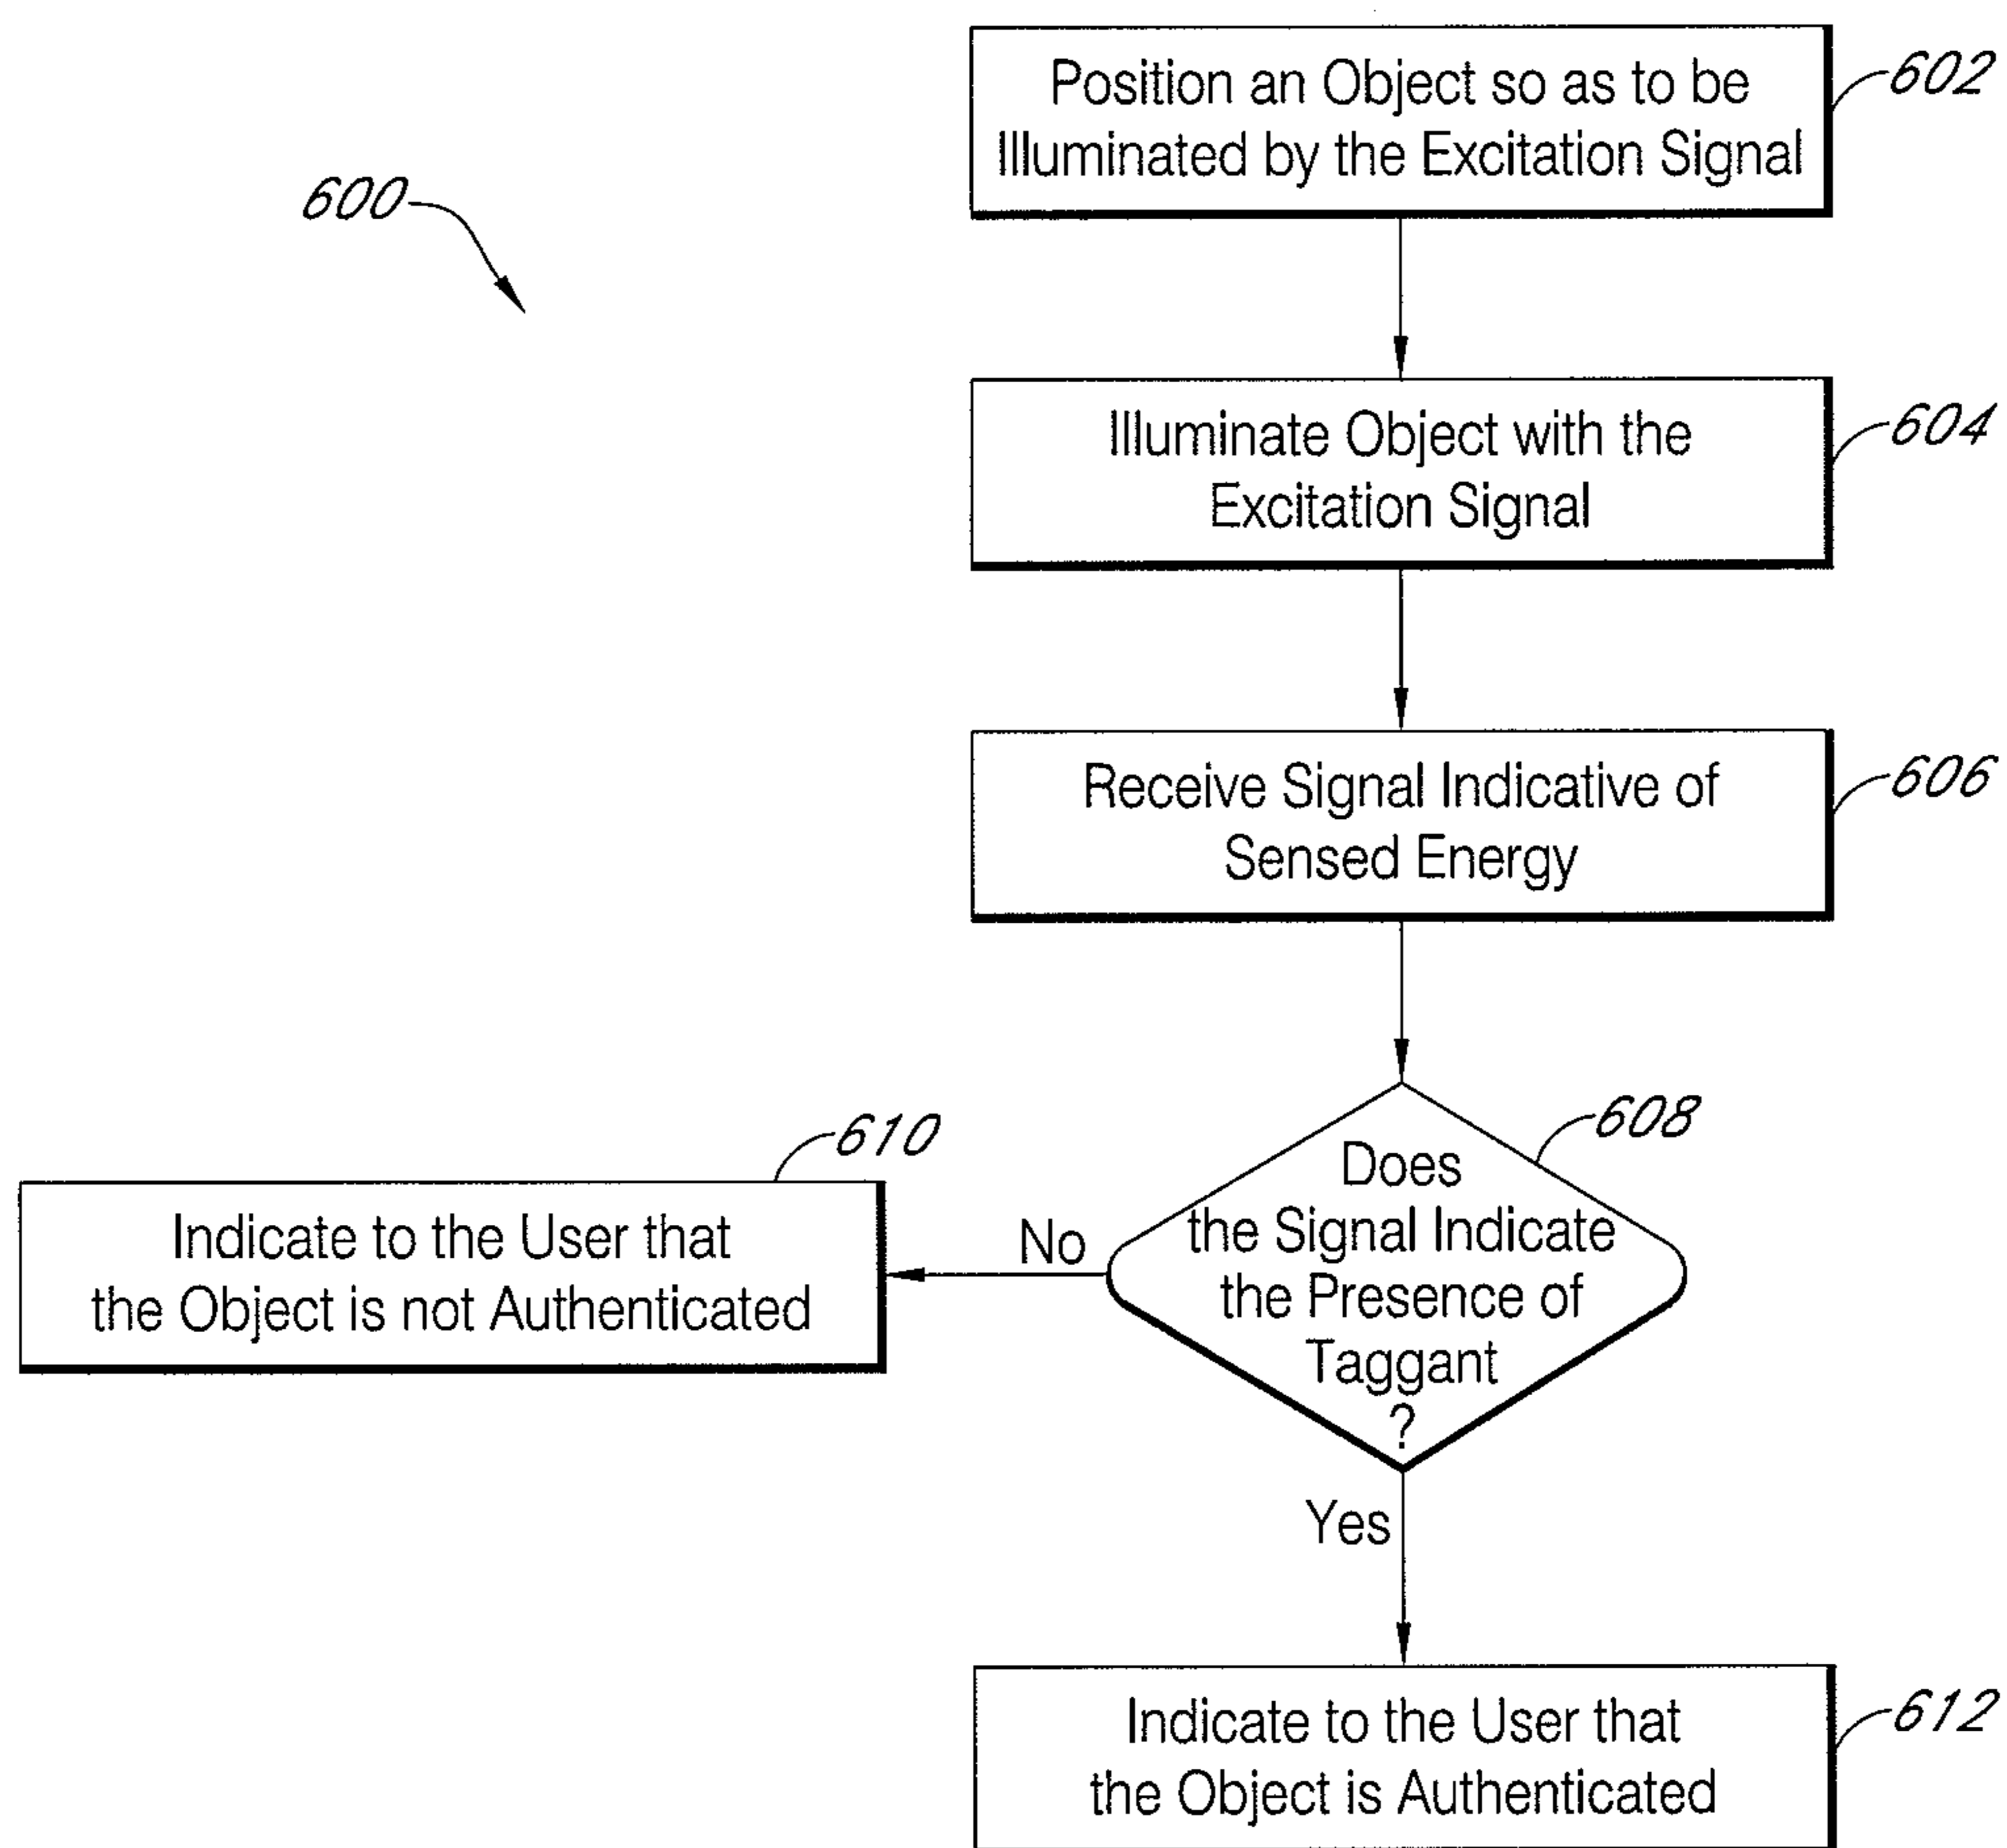 Position an Object so as to be
Illuminated by the Excitation Signal
602
600
Illuminate Object with the
Excitation Signal
604
Receive Signal Indicative of
Sensed Energy
606
608
Does
the Signal Indicate
the Presence of
Taggant
?
No
610
Indicate to the User that
the Object is not Authenticated
Yes
Indicate to the User that
the Object is Authenticated
612